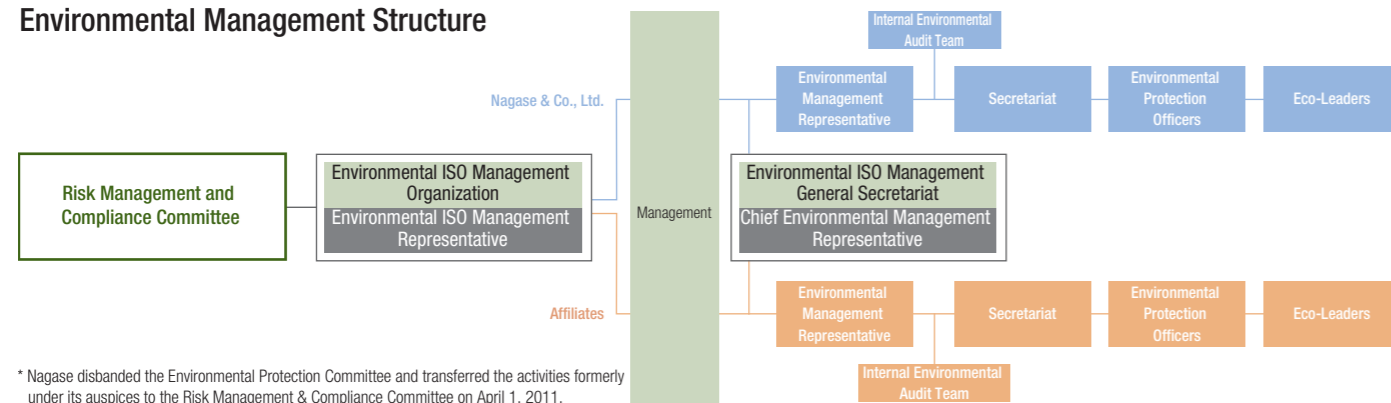 Environmental Management Structure
Internal Environmental
Audit Team
Nagase & Co., Ltd.
Environmental
Management
Representative
Secretariat
Environmental
Protection
Officers
Eco-Leaders
Risk Management and
Compliance Committee
Environmental ISO Management
Organization
Environmental ISO Management
Representative
Management
Environmental ISO Management
General Secretariat
Chief Environmental Management
Representative
Affiliates
Environmental
Management
Representative
Secretariat
Environmental
Protection
Officers
Eco-Leaders
Internal Environmental
Audit Team
* Nagase disbanded the Environmental Protection Committee and transferred the activities formerly
under its auspices to the Risk Management & Compliance Committee on April 1, 2011.